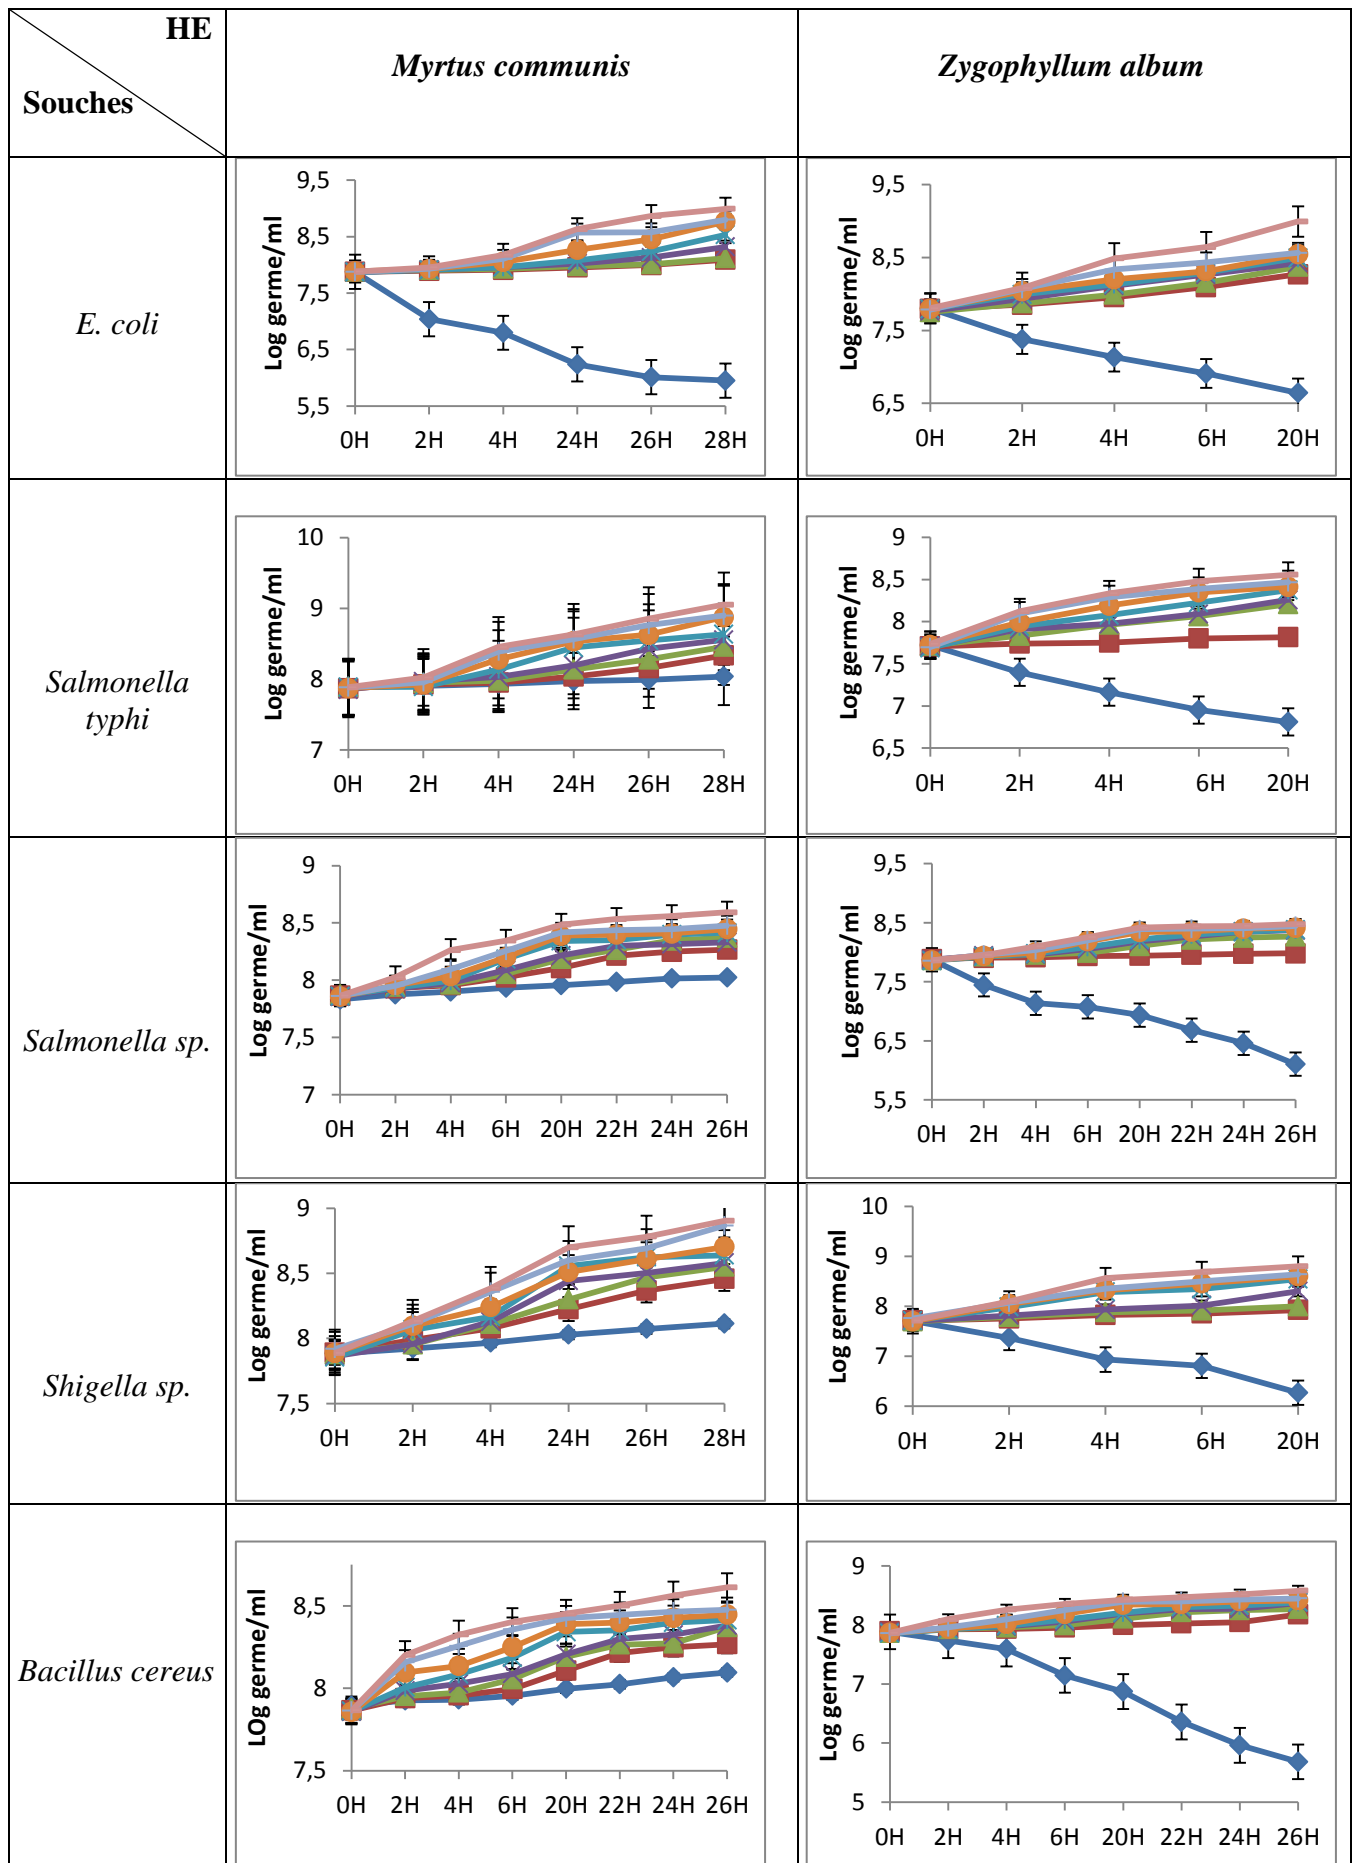 HE
Souches
Myrtus communis
Zygophyllum album
E. coli
Log germe/ml
9,5
8,5
7,5
6,5
5,5
0H 2H 4H 24H 26H 28H
Log germe/ml
9,5
8,5
7,5
6,5
0H 2H 4H 6H 20H
Salmonella
typhi
Log germe/ml
10
9
8
7
0H 2H 4H 24H 26H 28H
Log germe/ml
9
8,5
8
7,5
7
6,5
0H 2H 4H 6H 20H
Salmonella sp.
Log germe/ml
9
8,5
8
7,5
7
0H 2H 4H 6H 20H 22H 24H 26H
Log germe/ml
9,5
8,5
7,5
6,5
5,5
0H 2H 4H 6H 20H 22H 24H 26H
Shigella sp.
Log germe/ml
9
8,5
8
7,5
0H 2H 4H 24H 26H 28H
Log germe/ml
10
9
8
7
6
0H 2H 4H 6H 20H
Bacillus cereus
LOg germe/ml
8,5
8
7,5
0H 2H 4H 6H 20H 22H 24H 26H
Log germe/ml
9
8
7
6
5
0H 2H 4H 6H 20H 22H 24H 26H